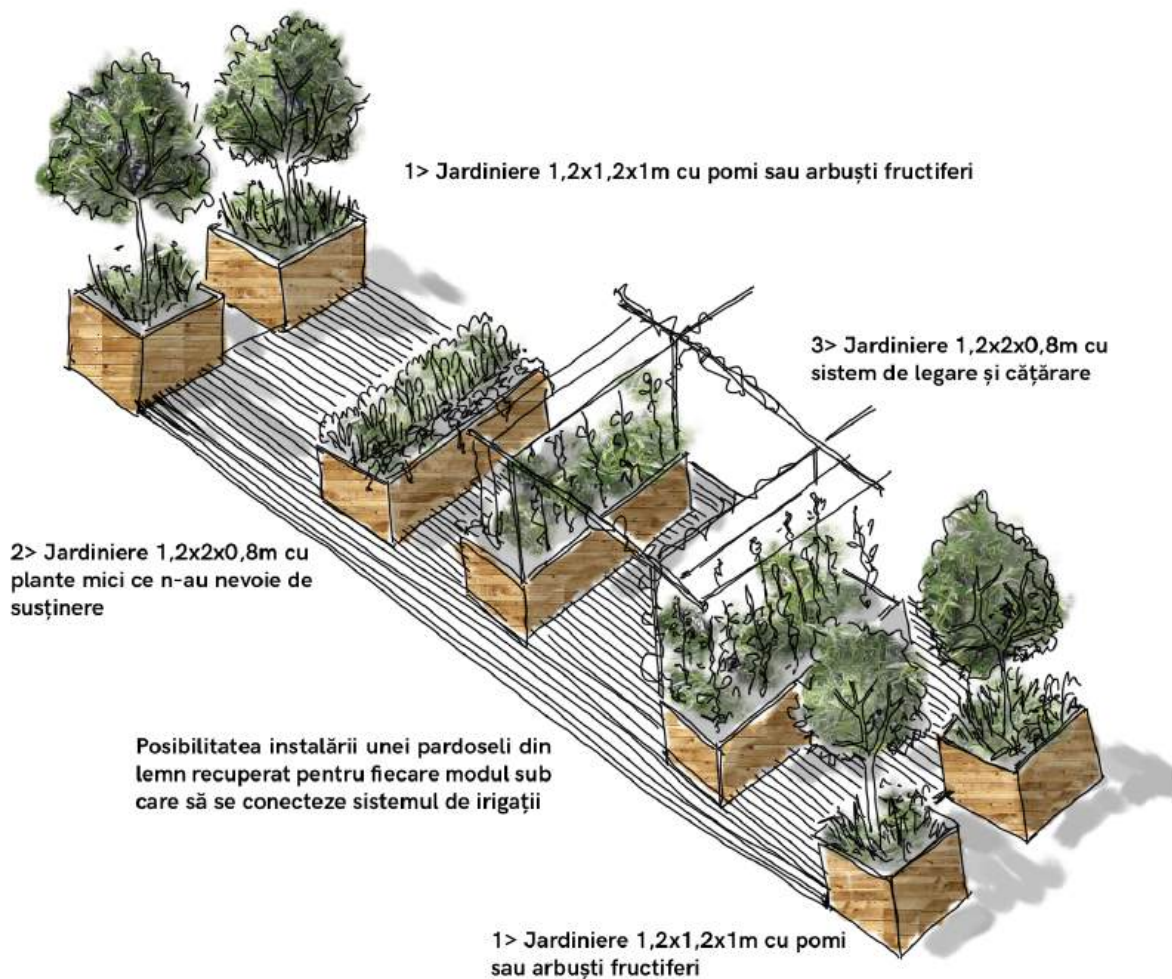 1> Jardiniere 1,2x1,2x1m cu pomi sau arbuști fructiferi
3> Jardiniere 1,2x2x0,8m cu
sistem de legare și cățărare
2> Jardiniere 1,2x2x0,8m cu
plante mici ce n-au nevoie de
susținere
Posibilitatea instalării unei pardoseli din
lemn recuperat pentru fiecare modul sub
care să se conecteze sistemul de irigații
1> Jardiniere 1,2x1,2x1m cu pomi
sau arbuști fructiferi